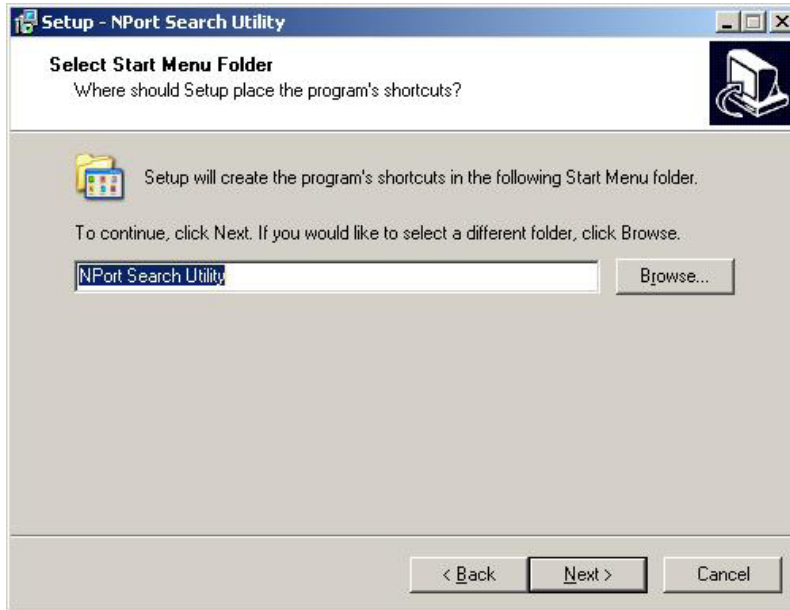 Setup - NPort Search Utility
Select Start Menu Folder
Where should Setup place the program's shortcuts?
Setup will create the program's shortcuts in the following Start Menu folder.
To continue, click Next. If you would like to select a different folder, click Browse.
NPort Search Utility
Browse...
< Back
Next >
Cancel